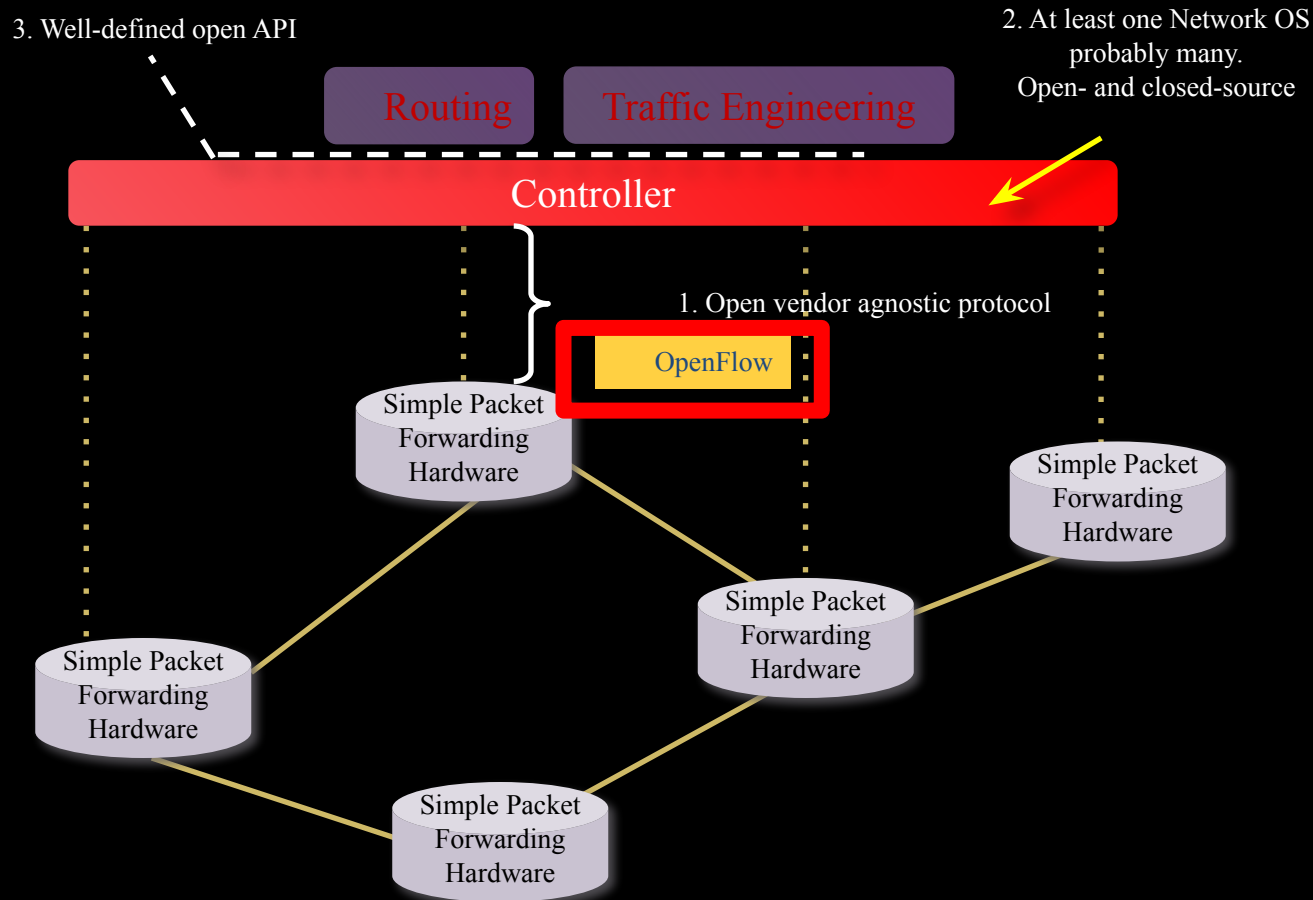 3. Well-defined open API
2. At least one Network OS
probably many.
Open- and closed-source
Routing
Traffic Engineering
Controller
1. Open vendor agnostic protocol
OpenFlow
Simple Packet
Forwarding
Hardware
Simple Packet
Forwarding
Hardware
Simple Packet
Forwarding
Hardware
Simple Packet
Forwarding
Hardware
Simple Packet
Forwarding
Hardware